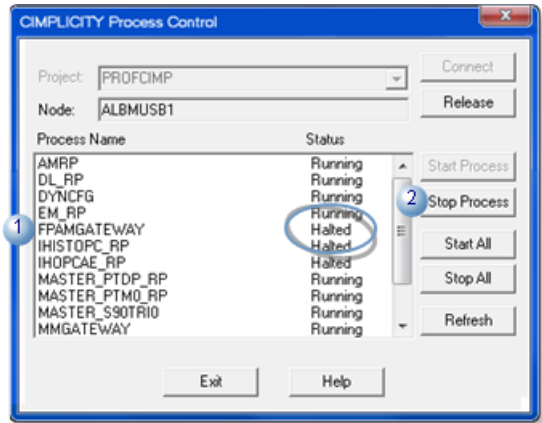 CIMPLICITY Process Control
Project: PROFCIMP Connect
Node: ALBMUSB1 Release
Process Name Status
AMRP Running Start Process
DL_RP Running
DYNCFG Running 2 Stop Process
EM_RP Running
1 FPAMGATEWAY Halted
IHISTOPC_RP Halted Start All
IHOPCAE_RP Halted
MASTER_PTDP_RP Running Stop All
MASTER_PTM0_RP Running
MASTER_S90TRI0 Running Refresh
MMGATEWAY Running
Exit Help